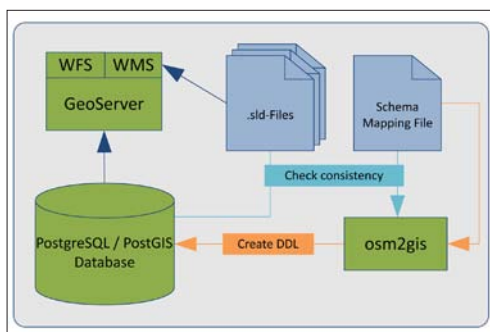 WFS WMS
GeoServer
.sld-Files
Schema
Mapping File
Check consistency
PostgreSQL / PostGIS
Database
Create DDL
osm2gis